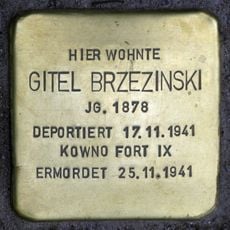 HIER WOHNTE
GITEL BRZEZINSKI
JG. 1878
DEPORTIERT 17.11.1941
KOWNO FORT IX
ERMORDET 25.11.1941